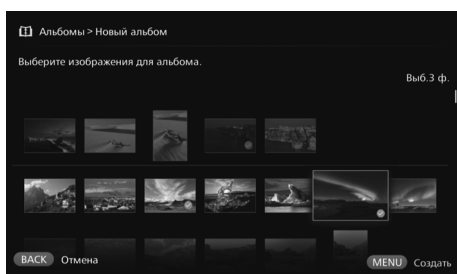 Альбомы > Новый альбом
Выберите изображения для альбома.
Выб.3 ф.
BACK Отмена
MENU Создать